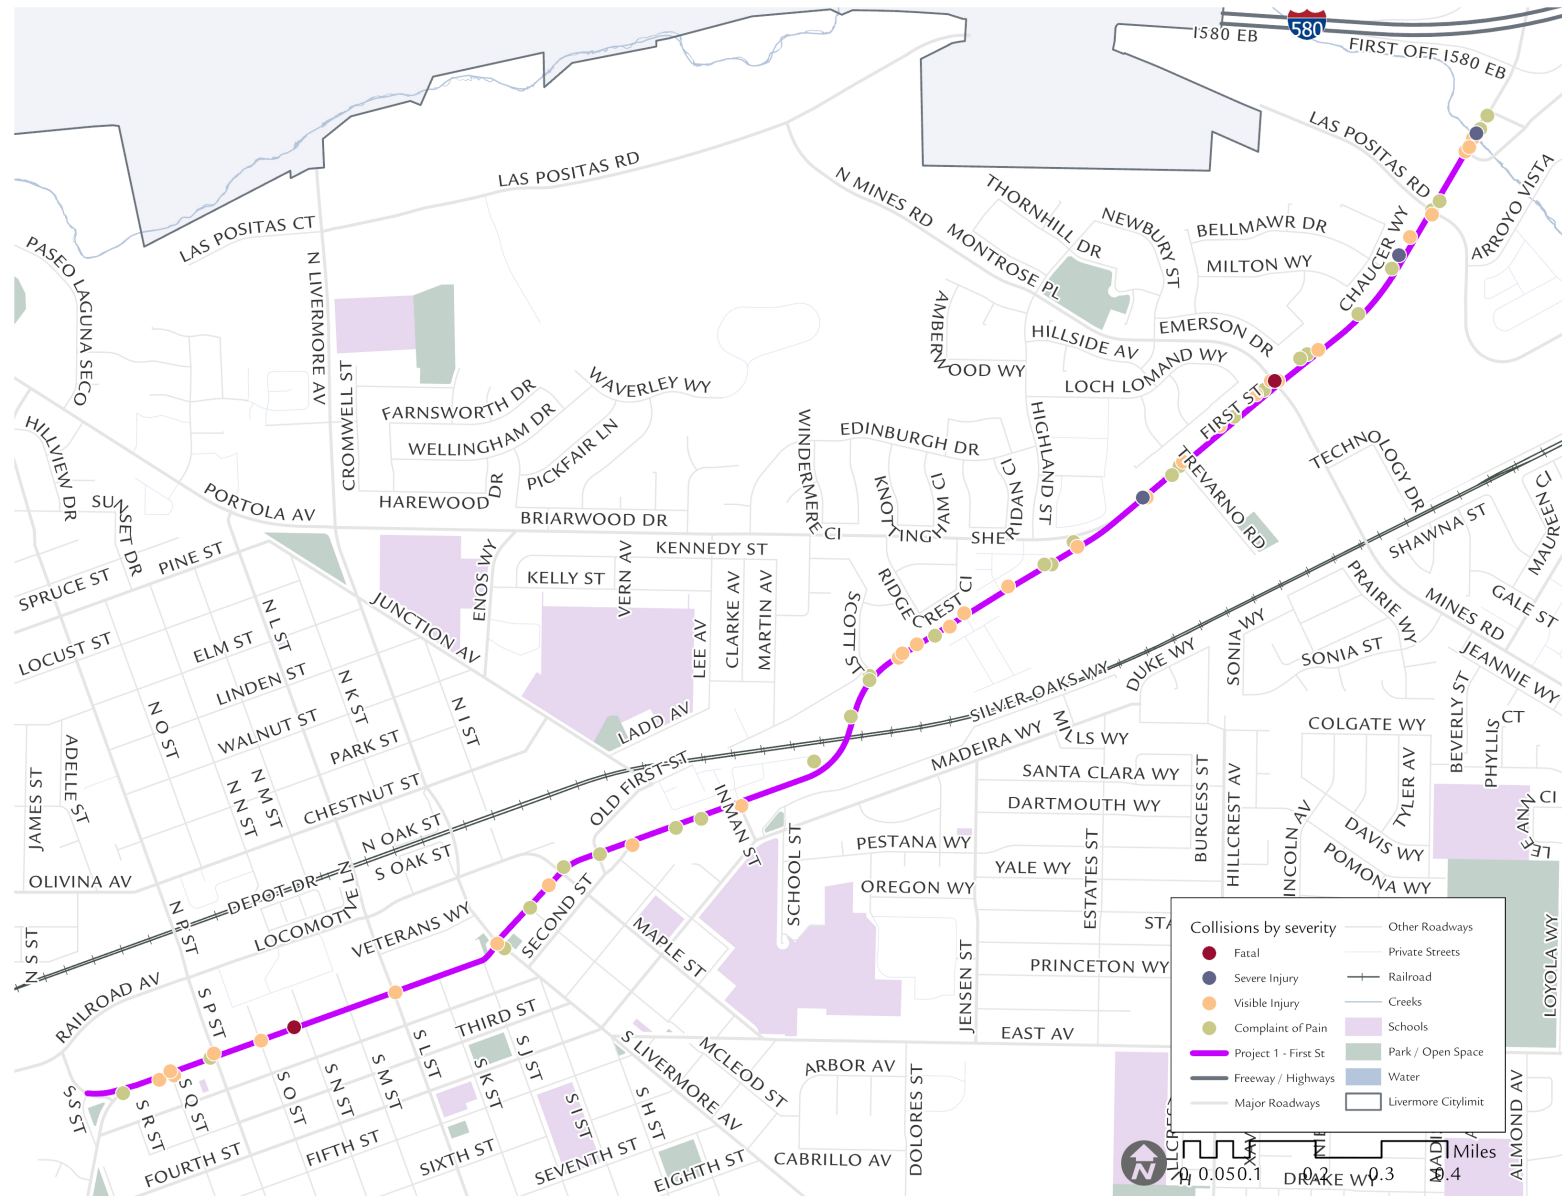 580
I580 EB
FIRST OFF I580 EB
LAS POSITAS RD
LAS POSITAS RD
N MINES RD
THORNHILL DR
NEWBURY ST
BELLMAWR DR
LAS POSITAS CT
MONTROSE PL
MILTON WY
CHAUCER WY
ARROYO VISTA
PASEO LAGUNA SECO
N LIVERMORE AV
AMBERWOOD WY
HILLSIDE AV
EMERSON DR
LOCH LOMAND WY
CROMWELL ST
FARNSWORTH DR
WAVERLEY WY
WELLINGHAM DR
PICKFAIR LN
HAREWOOD DR
WINDERMERE CI
EDINBURGH DR
HIGHLAND ST
FIRST ST
TREVARNO RD
TECHNOLOGY DR
HILLVIEW DR
SUNSET DR
PORTOLA AV
BRIARWOOD DR
KNOTTINGHAM CI
SHERIDAN CI
SHAWNA ST
MAUREEN CI
SPRUCE ST
PINE ST
ENOS WY
KENNEDY ST
KELLY ST
VERN AV
RIDGECREST CI
PRAIRIE WY
GALE ST
MINES RD
JUNCTION AV
CLARKE AV
MARTIN AV
SCOTT ST
LEE AV
LOCUST ST
N L ST
ELM ST
LINDEN ST
N K ST
SONIA WY
SONIA ST
JEANNIE WY
DUKE WY
SILVER OAKS WY
N O ST
WALNUT ST
PARK ST
N I ST
LADD AV
MILLS WY
MADEIRA WY
COLGATE WY
BEVERLY ST
PHYLLIS CT
ADELLE ST
JAMES ST
N N ST
N M ST
CHESTNUT ST
OLD FIRST ST
INMAN ST
SANTA CLARA WY
DARTMOUTH WY
BURGESS ST
HILLCREST AV
TYLER AV
LEE ANN CI
LEE
N OAK ST
S OAK ST
SCHOOL ST
PESTANA WY
YALE WY
ESTATES ST
DAVIS WY
POMONA WY
OLIVINA AV
DEPOT DR
LOCOMOTIVE LN
OREGON WY
N S ST
N P ST
VETERANS WY
SECOND ST
MAPLE ST
STA
PRINCETON WY
LOYOLA WY
RAILROAD AV
S P ST
THIRD ST
JENSEN ST
EAST AV
S LIVERMORE AV
MCLEOD ST
ARBOR AV
S S ST
S R ST
S Q ST
S O ST
S N ST
S M ST
S L ST
S K ST
S J ST
S I ST
S H ST
DOLORES ST
FOURTH ST
FIFTH ST
SIXTH ST
SEVENTH ST
EIGHTH ST
CABRILLO AV
ALMOND AV
DRAKE WY
Collisions by severity
Fatal
Severe Injury
Visible Injury
Complaint of Pain
Project 1 - First St
Freeway / Highways
Major Roadways
Other Roadways
Private Streets
Railroad
Creeks
Schools
Park / Open Space
Water
Livermore Citylimit
N
0 0.05 0.1 0.2 0.3 0.4
Miles